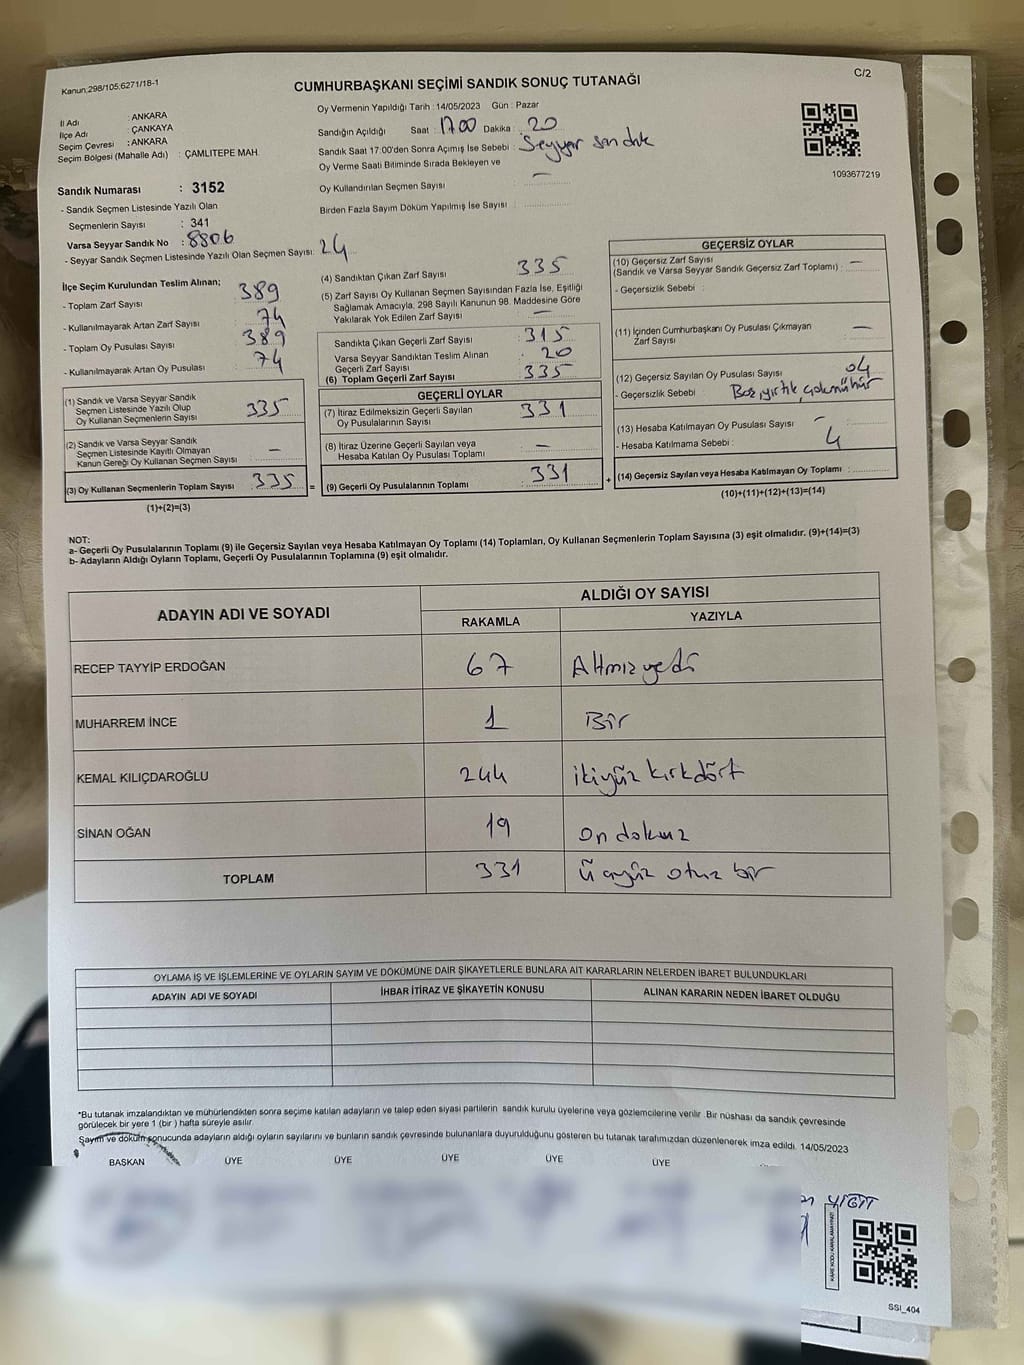 Kanun,298/105;6271/18-1
CUMHURBAŞKANI SEÇİMİ SANDIK SONUÇ TUTANAĞI
C/2
İl Adı : ANKARA
İlçe Adı : ÇANKAYA
Seçim Çevresi : ANKARA
Seçim Bölgesi (Mahalle Adı) : ÇAMLITEPE MAH.
Oy Vermenin Yapıldığı Tarih : 14/05/2023 Gün : Pazar
Sandığın Açıldığı Saat : 17.00 Dakika : 20
Sandık Saat 17:00'den Sonra Açımış İse Sebebi : Seyyar sandık
Oy Verme Saati Bitiminde Sırada Bekleyen ve
Oy Kullandırılan Seçmen Sayısı : —
Birden Fazla Sayım Döküm Yapılmış İse Sayısı :
1093677219
Sandık Numarası : 3152
- Sandık Seçmen Listesinde Yazılı Olan
Seçmenlerin Sayısı : 341
Varsa Seyyar Sandık No : 8806
- Seyyar Sandık Seçmen Listesinde Yazılı Olan Seçmen Sayısı: 24
İlçe Seçim Kurulundan Teslim Alınan;
- Toplam Zarf Sayısı 389
- Kullanılmayarak Artan Zarf Sayısı 74
- Toplam Oy Pusulası Sayısı 389
- Kullanılmayarak Artan Oy Pusulası 74
(1) Sandık ve Varsa Seyyar Sandık
Seçmen Listesinde Yazılı Olup
Oy Kullanan Seçmenlerin Sayısı 335
(2) Sandık ve Varsa Seyyar Sandık
Seçmen Listesinde Kayıtlı Olmayan
Kanun Gereği Oy Kullanan Seçmen Sayısı —
(3) Oy Kullanan Seçmenlerin Toplam Sayısı : 335 =
(1)+(2)=(3)
(4) Sandıktan Çıkan Zarf Sayısı 335
(5) Zarf Sayısı Oy Kullanan Seçmen Sayısından Fazla İse, Eşitliği
Sağlamak Amacıyla, 298 Sayılı Kanunun 98. Maddesine Göre
Yakılarak Yok Edilen Zarf Sayısı —
Sandıkta Çıkan Geçerli Zarf Sayısı : 315
Varsa Seyyar Sandıktan Teslim Alınan
Geçerli Zarf Sayısı : 20
(6) Toplam Geçerli Zarf Sayısı : 335
GEÇERLİ OYLAR
(7) İtiraz Edilmeksizin Geçerli Sayılan
Oy Pusulalarının Sayısı : 331
(8) İtiraz Üzerine Geçerli Sayılan veya
Hesaba Katılan Oy Pusulası Toplamı : —
(9) Geçerli Oy Pusulalarının Toplamı : 331 +
GEÇERSİZ OYLAR
(10) Geçersiz Zarf Sayısı
(Sandık ve Varsa Seyyar Sandık Geçersiz Zarf Toplamı) : —
- Geçersizlik Sebebi :
(11) İçinden Cumhurbaşkanı Oy Pusulası Çıkmayan
Zarf Sayısı : —
(12) Geçersiz Sayılan Oy Pusulası Sayısı : 04
- Geçersizlik Sebebi : Boş, yırtık,
(13) Hesaba Katılmayan Oy Pusulası Sayısı : —
- Hesaba Katılmama Sebebi :
(14) Geçersiz Sayılan veya Hesaba Katılmayan Oy Toplamı : 4
(10)+(11)+(12)+(13)=(14)
NOT:
a- Geçerli Oy Pusulalarının Toplamı (9) ile Geçersiz Sayılan veya Hesaba Katılmayan Oy Toplamı (14) Toplamları, Oy Kullanan Seçmenlerin Toplam Sayısına (3) eşit olmalıdır. (9)+(14)=(3)
b- Adayların Aldığı Oyların Toplamı, Geçerli Oy Pusulalarının Toplamına (9) eşit olmalıdır.
ADAYIN ADI VE SOYADI ALDIĞI OY SAYISI
RAKAMLA YAZIYLA
RECEP TAYYİP ERDOĞAN 67 Altmış yedi
MUHARREM İNCE 1 Bir
KEMAL KILIÇDAROĞLU 244 ikiyüz kırkdört
SİNAN OĞAN 19 on dokuz
TOPLAM 331 üçyüz otuz bir
OYLAMA İŞ VE İŞLEMLERİNE VE OYLARIN SAYIM VE DÖKÜMÜNE DAİR ŞİKAYETLERLE BUNLARA AİT KARARLARIN NELERDEN İBARET BULUNDUKLARI
ADAYIN ADI VE SOYADI İHBAR İTİRAZ VE ŞİKAYETİN KONUSU ALINAN KARARIN NEDEN İBARET OLDUĞU
*Bu tutanak imzalandıktan ve mühürlendikten sonra seçime katılan adayların ve talep eden siyasi partilerin sandık kurulu üyelerine veya gözlemcilerine verilir. Bir nüshası da sandık çevresinde
görülecek bir yere 1 (bir ) hafta süreyle asılır.
Sayım ve döküm sonucunda adayların aldığı oyların sayılarını ve bunların sandık çevresinde bulunanlara duyurulduğunu gösteren bu tutanak tarafımızdan düzenlenerek imza edildi. 14/05/2023
BAŞKAN ÜYE ÜYE ÜYE ÜYE ÜYE
YİĞİT
KARE KODU KARALAMAYINIZ!
SSI_404